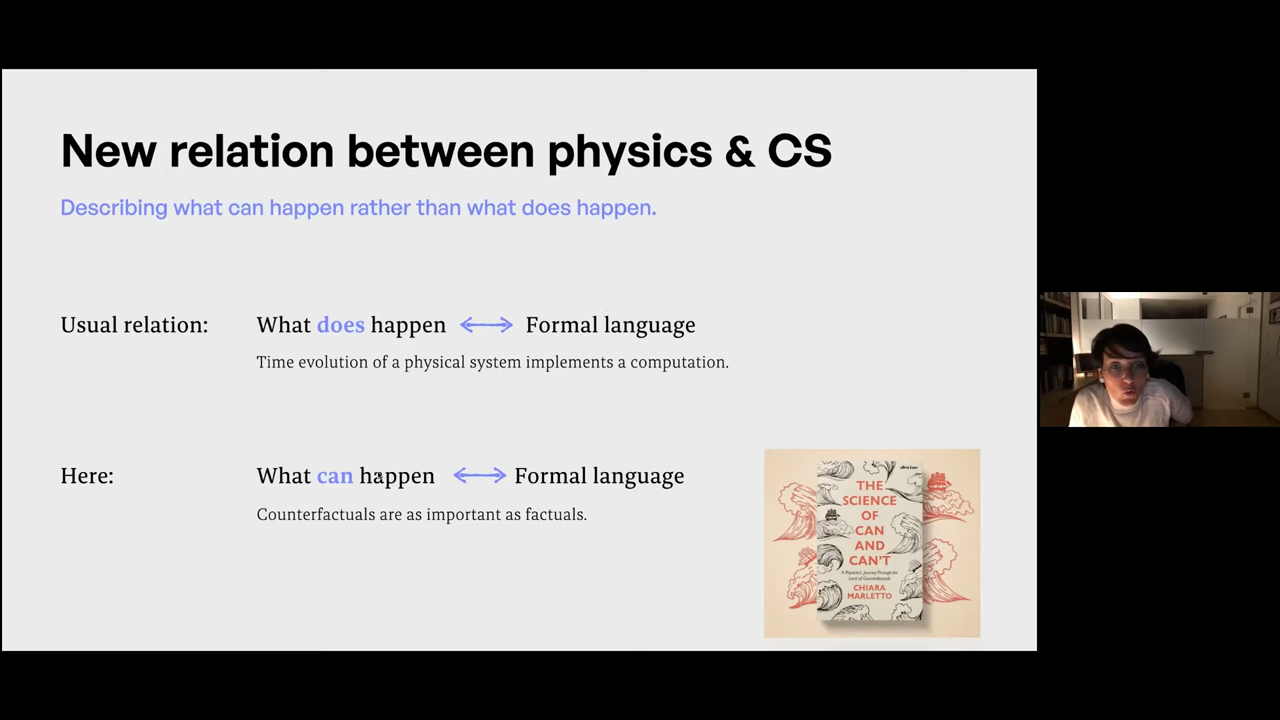 New relation between physics & CS
Describing what can happen rather than what does happen.
Usual relation: What does happen Formal language
Time evolution of a physical system implements a computation.
Here: What can happen Formal language
Counterfactuals are as important as factuals.
THE
SCIENCE
OF
CAN
AND
CAN'T
A Physicist's Journey Through the
Land of Counterfactuals
CHIARA
MARLETTO